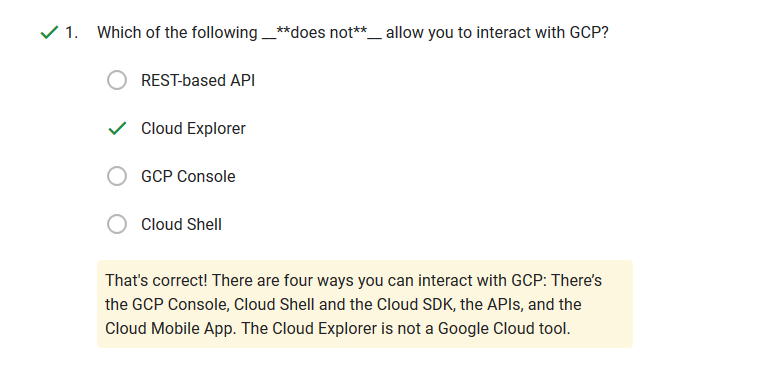 1. Which of the following __**does not**__ allow you to interact with GCP?
REST-based API
Cloud Explorer
GCP Console
Cloud Shell
That's correct! There are four ways you can interact with GCP: There’s
the GCP Console, Cloud Shell and the Cloud SDK, the APIs, and the
Cloud Mobile App. The Cloud Explorer is not a Google Cloud tool.